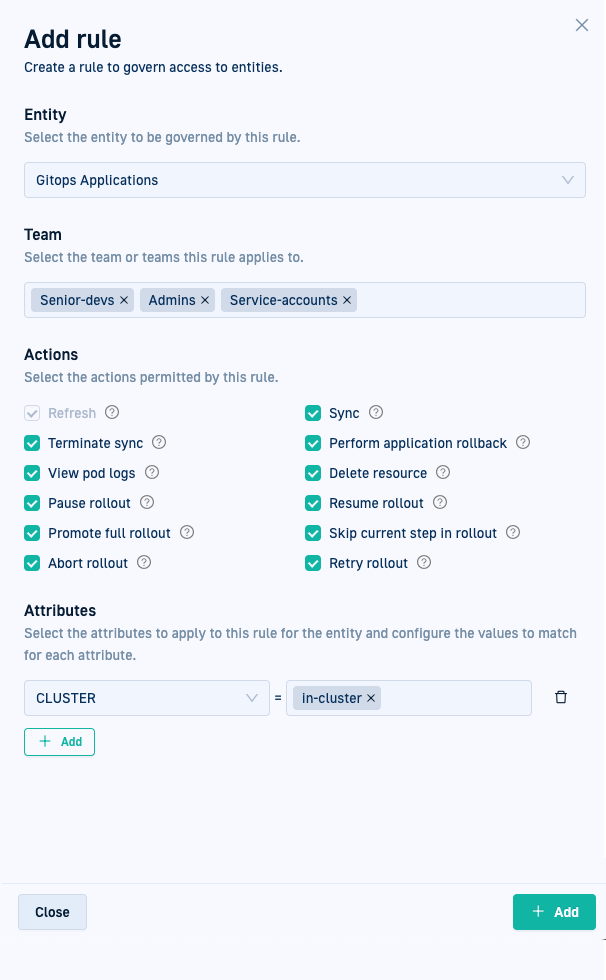 Add rule
Create a rule to govern access to entities.
Entity
Select the entity to be governed by this rule.
Gitops Applications
Team
Select the team or teams this rule applies to.
Senior-devs × Admins × Service-accounts ×
Actions
Select the actions permitted by this rule.
Refresh ? Sync ?
Terminate sync ? Perform application rollback ?
View pod logs ? Delete resource ?
Pause rollout ? Resume rollout ?
Promote full rollout ? Skip current step in rollout ?
Abort rollout ? Retry rollout ?
Attributes
Select the attributes to apply to this rule for the entity and configure the values to match
for each attribute.
CLUSTER = in-cluster ×
+ Add
Close + Add